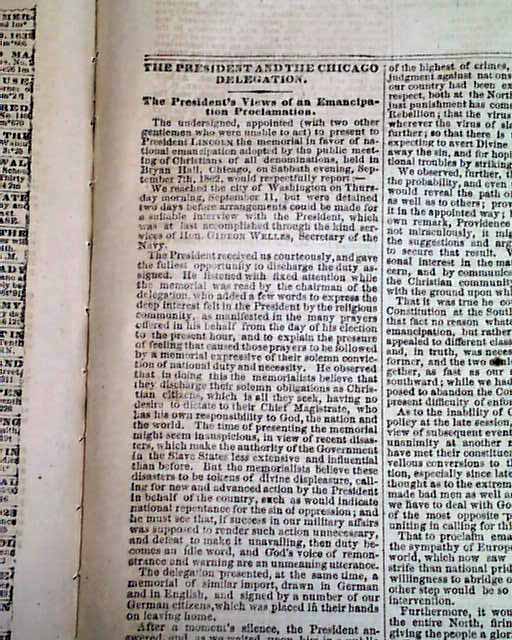 THE PRESIDENT AND THE CHICAGO
DELEGATION.
The President's Views of an Emancipa-
tion Proclamation.
The undersigned, appointed (with two other
gentlemen who were unable to act) to present to
President LINCOLN the memorial in favor of na-
tional emancipation adopted by the public meet-
ing of Christians of all denominations, held in
Bryan Hall, Chicago, on Sabbath evening, Sep-
tember 7th, 1862, would respectfully report:—
We reached the city of Washington on Thurs-
day morning, September 11, but were detained
two days before arrangements could be made for
a suitable interview with the President, which
was at last accomplished through the kind ser-
vices of Hon. GIDEON WELLES, Secretary of the
Navy.
The President received us courteously, and gave
the fullest opportunity to discharge the duty as-
signed. He listened with fixed attention while
the memorial was read by the chairman of the
delegation, who added a few words to express the
deep interest felt in the President by the religious
community, as manifested in the many prayers
offered in his behalf from the day of his election
to the present hour, and to explain the pressure
of feeling that caused those prayers to be followed
by a memorial expressive of their solemn convic-
tion of national duty and necessity. He observed
that in doing this the memorialists believe that
they discharge their solemn obligations as Chris-
tian citizens, which is all they seek, having no
desire to dictate to their Chief Magistrate, who
has his own responsibility to God, the nation and
the world. The time of presenting the memorial
might seem inauspicious, in view of recent disas-
ters, which make the authority of the Government
in the Slave States less extensive and influential
than before. But the memorialists believe these
disasters to be tokens of divine displeasure, call-
ing for new and advanced action by the President
in behalf of the country, such as would indicate
national repentance for the sin of oppression; and
he must see that, if success in our military affairs
was supposed to render such action unnecessary,
and defeat to make it unavailing, then duty be-
comes an idle word, and God's voice of remon-
strance and warning are an unmeaning utterance.
The delegation presented, at the same time, a
memorial of similar import, drawn in German
and in English, and signed by a number of our
German citizens, which was placed in their hands
on leaving home.
After a moment's silence, the President an-
of the highest of crimes,
judgment against nations
our country had been ex
respect, both at the North
just punishment has come
Rebellion; that the virus
wherever the virus of sla
further; so that there is
expecting to avert Divine
away the sin, and for hopi
tional troubles by striking
We observed, further, th
the probability, and even
would reveal the path of
as well as to others; prov
it in the appointed way;
own remark, Providence
not miraculously, it migh
the suggestions and arg
to secure that result. W
sonal interest in the mat
cern, and by communica
the Christian community
with the ground upon wh
That it was true he cou
Constitution at the South
that fact no reason whate
emancipation, but rather
appealed to different class
and, in truth, was neces
former, and the two
gether, as fast as our
southward; while we had
posed to abandon the Con
present difficulty of enfor
As to the inability of C
policy at the late session,
view of subsequent event
nanimity at another m
have met their constituen
vellous conversions to th
tion, especially since late
thought as to the extrem
made bad men as well as
we have to deal with Go
of the most opposite
uniting in calling for thi
That to proclaim emar
the sympathy of Europe
world, which now saw
strife than national prid
willingness to abridge o
other step would be so
intervention.
Furthermore, it woul
the entire North, firin
giving the people a glor